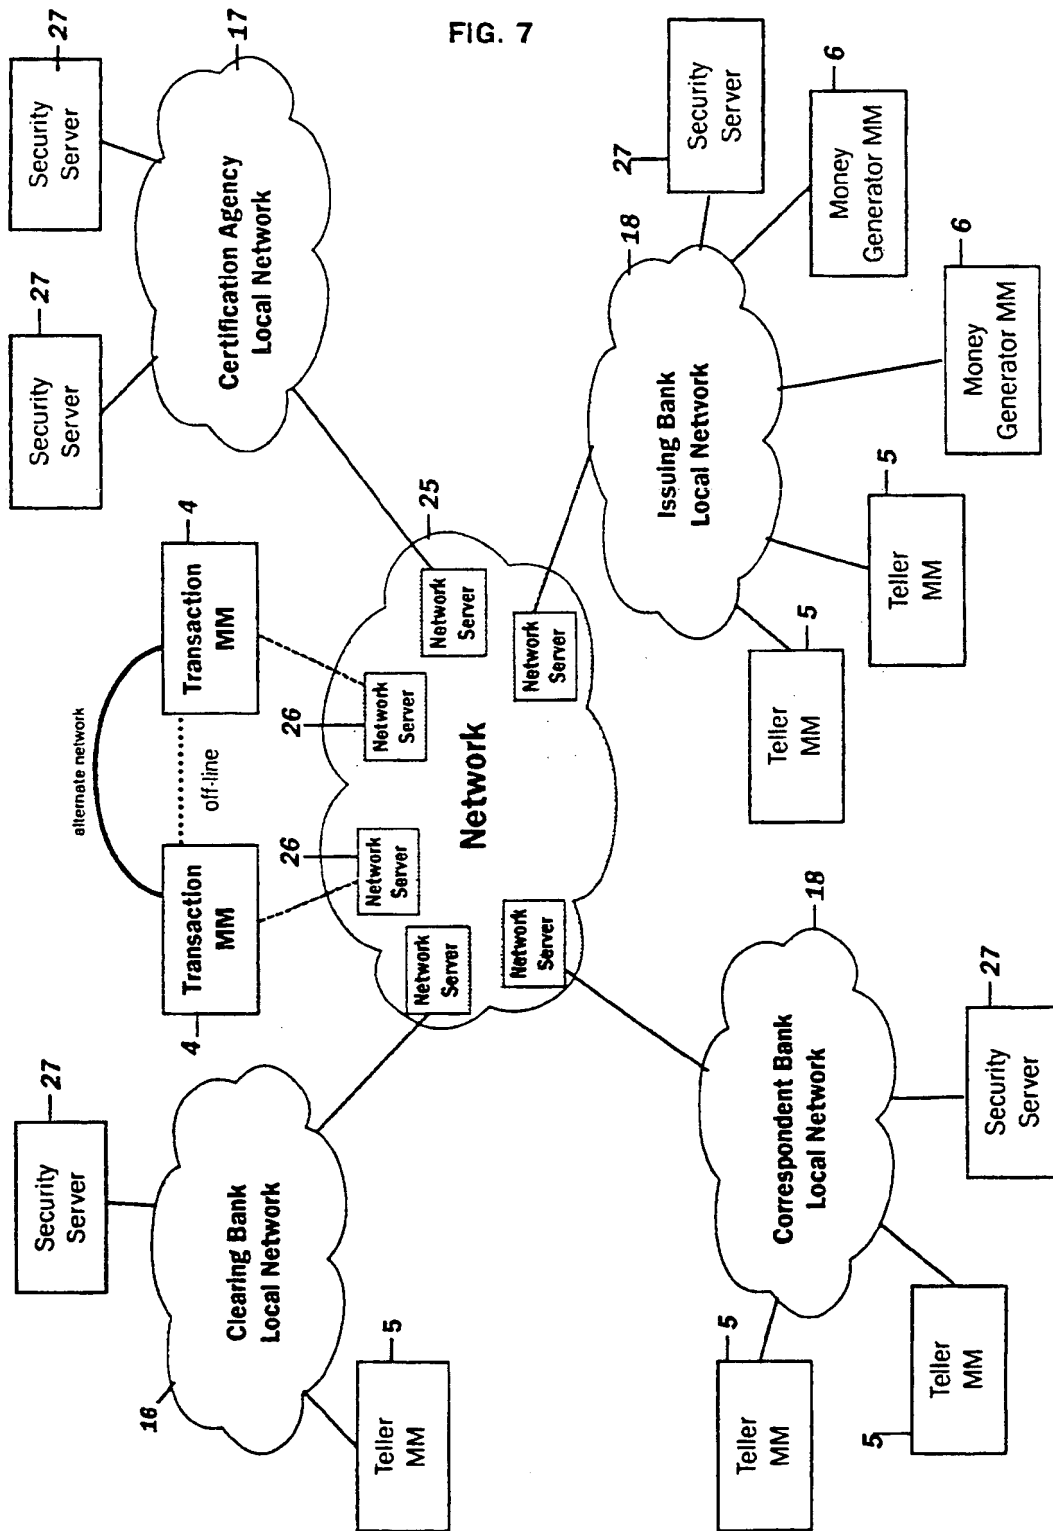 FIG. 7
27
Security
Server
16
Clearing Bank
Local Network
5
Teller
MM
alternate network
off-line
4
Transaction
MM
4
Transaction
MM
27
Security
Server
27
Security
Server
17
Certification Agency
Local Network
25
Network
26
Network
Server
26
Network
Server
Network
Server
Network
Server
Network
Server
Network
Server
18
Correspondent Bank
Local Network
5
Teller
MM
5
Teller
MM
27
Security
Server
18
Issuing Bank
Local Network
5
Teller
MM
5
Teller
MM
6
Money
Generator MM
6
Money
Generator MM
27
Security
Server